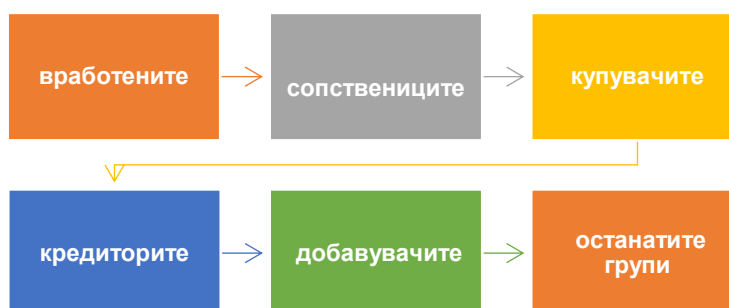 вработените
сопствениците
купувачите
кредиторите
добавувачите
останатите
групи